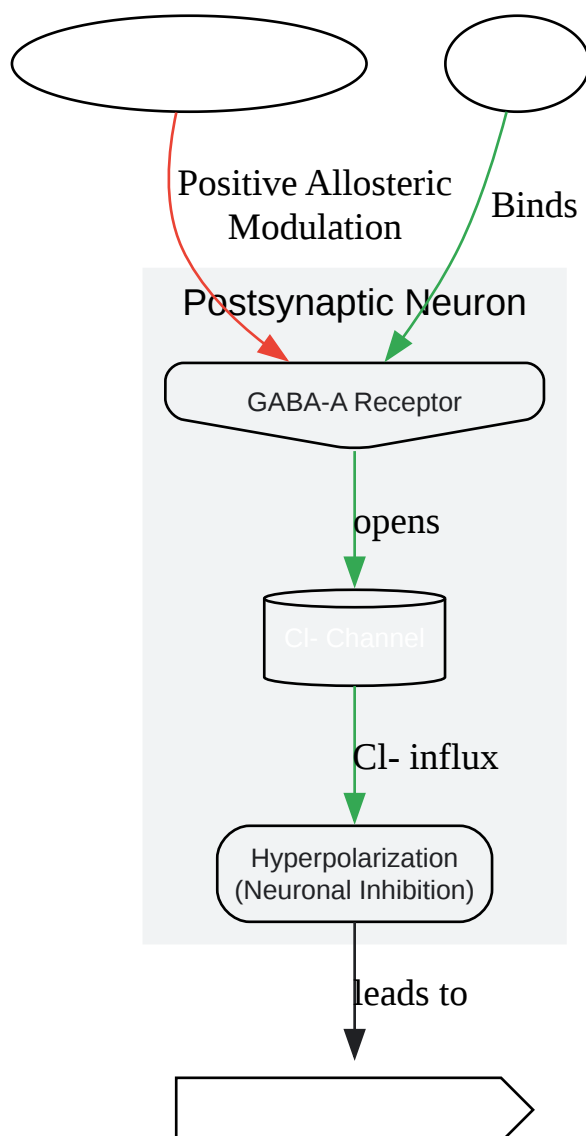 Positive Allosteric
Modulation
Binds
Postsynaptic Neuron
GABA-A Receptor
opens
Cl- Channel
Cl- influx
Hyperpolarization
(Neuronal Inhibition)
leads to